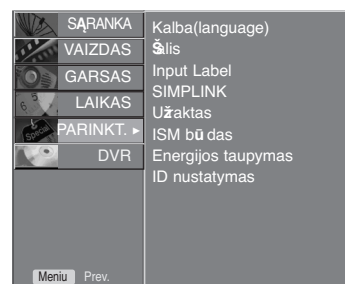 SĄRANKA
VAIZDAS
GARSAS
LAIKAS
PARINKT. ►
DVR
Kalba(language)
Šalis
Input Label
SIMPLINK
Užraktas
ISM būdas
Energijos taupymas
ID nustatymas
Meniu Prev.